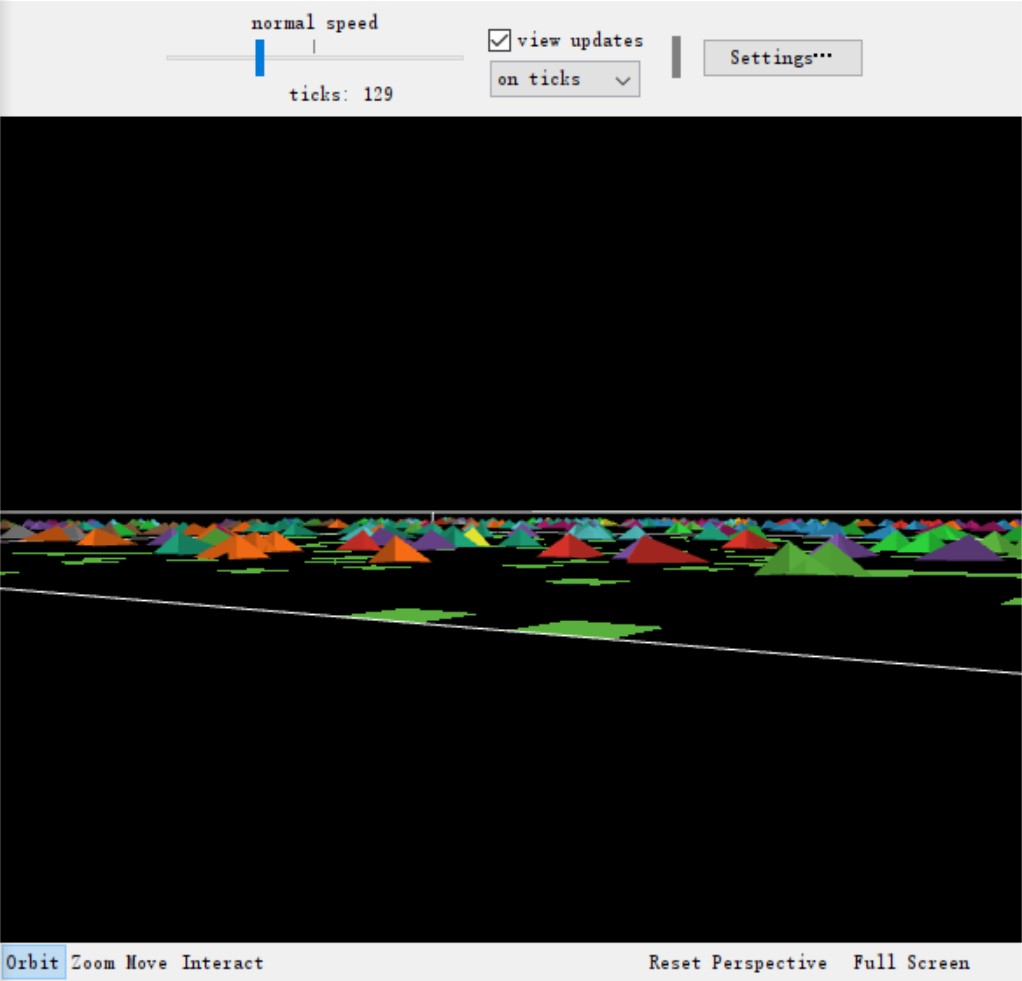 normal speed
view updates
Settings…
on ticks
ticks: 129
Orbit Zoom Move Interact
Reset Perspective Full Screen